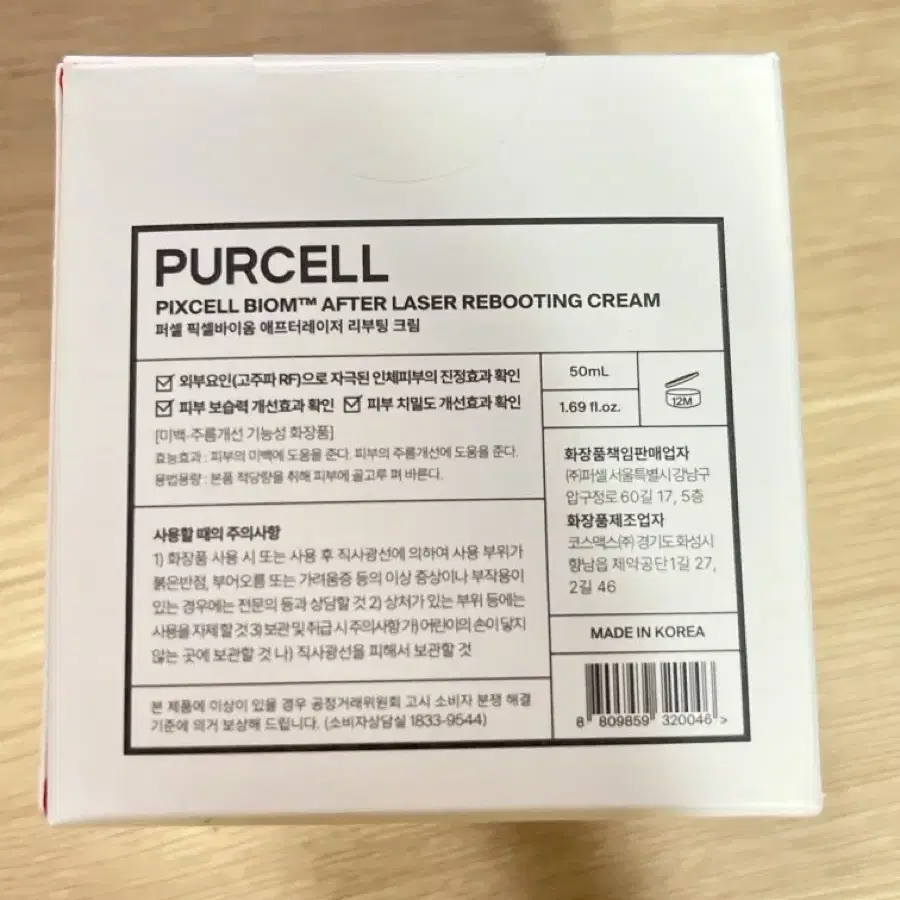 PURCELL
PIXCELL BIOM™ AFTER LASER REBOOTING CREAM
퍼셀 픽셀바이옴 애프터레이저 리부팅 크림
외부요인(고주파 RF)으로 자극된 인체피부의 진정효과 확인
피부 보습력 개선효과 확인 피부 치밀도 개선효과 확인
[미백·주름개선 기능성 화장품]
효능효과 : 피부의 미백에 도움을 준다. 피부의 주름개선에 도움을 준다.
용법용량 : 본품 적당량을 취해 피부에 골고루 펴 바른다.
50mL
1.69 fl.oz.
12M
사용할 때의 주의사항
1) 화장품 사용 시 또는 사용 후 직사광선에 의하여 사용 부위가
붉은반점, 부어오름 또는 가려움증 등의 이상 증상이나 부작용이
있는 경우에는 전문의 등과 상담할 것 2) 상처가 있는 부위 등에는
사용을 자제할 것 3) 보관 및 취급 시 주의사항 가) 어린이의 손이 닿지
않는 곳에 보관할 것 나) 직사광선을 피해서 보관할 것
본 제품에 이상이 있을 경우 공정거래위원회 고시 소비자 분쟁 해결
기준에 의거 보상해 드립니다. (소비자상담실 1833-9544)
화장품책임판매업자
㈜퍼셀 서울특별시 강남구
압구정로 60길 17, 5층
화장품제조업자
코스맥스㈜ 경기도 화성시
향남읍 제약공단1길 27,
2길 46
MADE IN KOREA
8 809859 320046 >